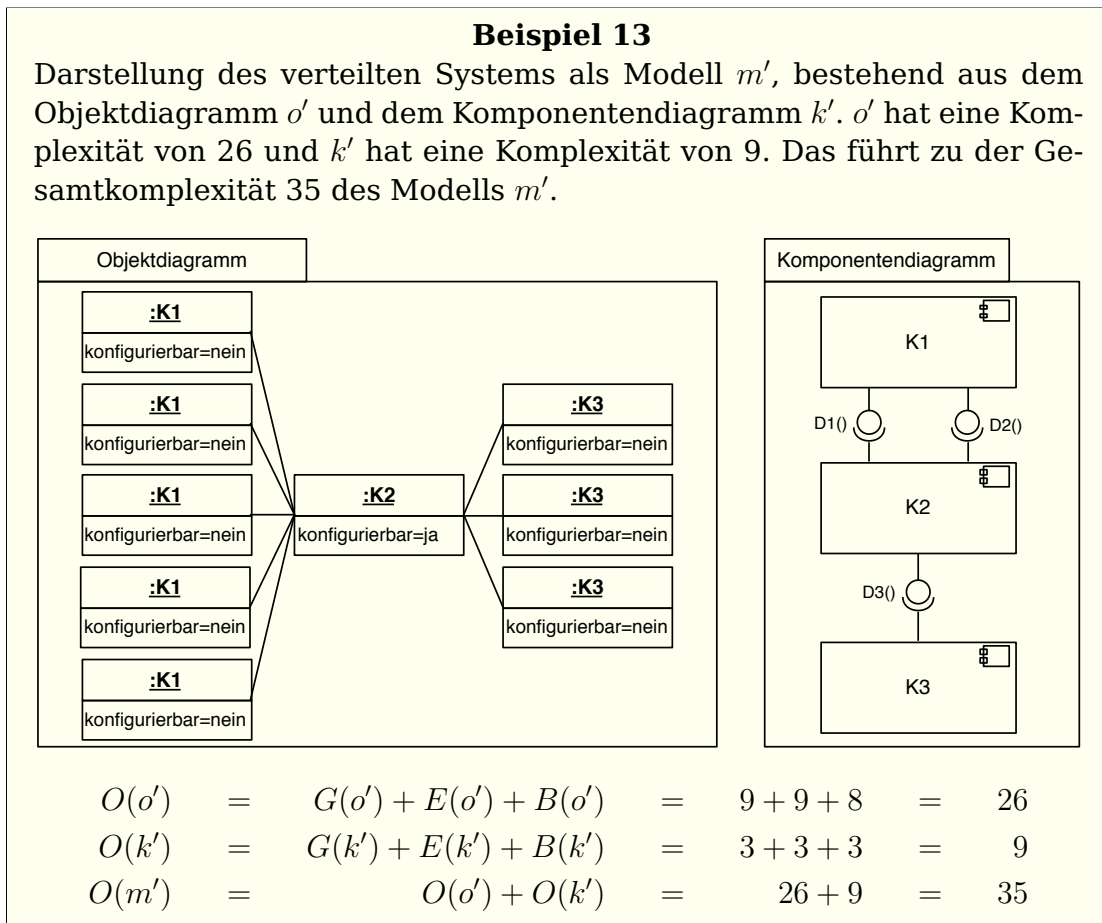 Beispiel 13
Darstellung des verteilten Systems als Modell m′, bestehend aus dem
Objektdiagramm o′ und dem Komponentendiagramm k′. o′ hat eine Kom-
plexität von 26 und k′ hat eine Komplexität von 9. Das führt zu der Ge-
samtkomplexität 35 des Modells m′.
Objektdiagramm
:K1
konfigurierbar=nein
:K1
konfigurierbar=nein
:K1
konfigurierbar=nein
:K1
konfigurierbar=nein
:K1
konfigurierbar=nein
:K2
konfigurierbar=ja
:K3
konfigurierbar=nein
:K3
konfigurierbar=nein
:K3
konfigurierbar=nein
Komponentendiagramm
K1
D1()
D2()
K2
D3()
K3
O(o′) = G(o′) + E(o′) + B(o′) = 9 + 9 + 8 = 26
O(k′) = G(k′) + E(k′) + B(k′) = 3 + 3 + 3 = 9
O(m′) = O(o′) + O(k′) = 26 + 9 = 35